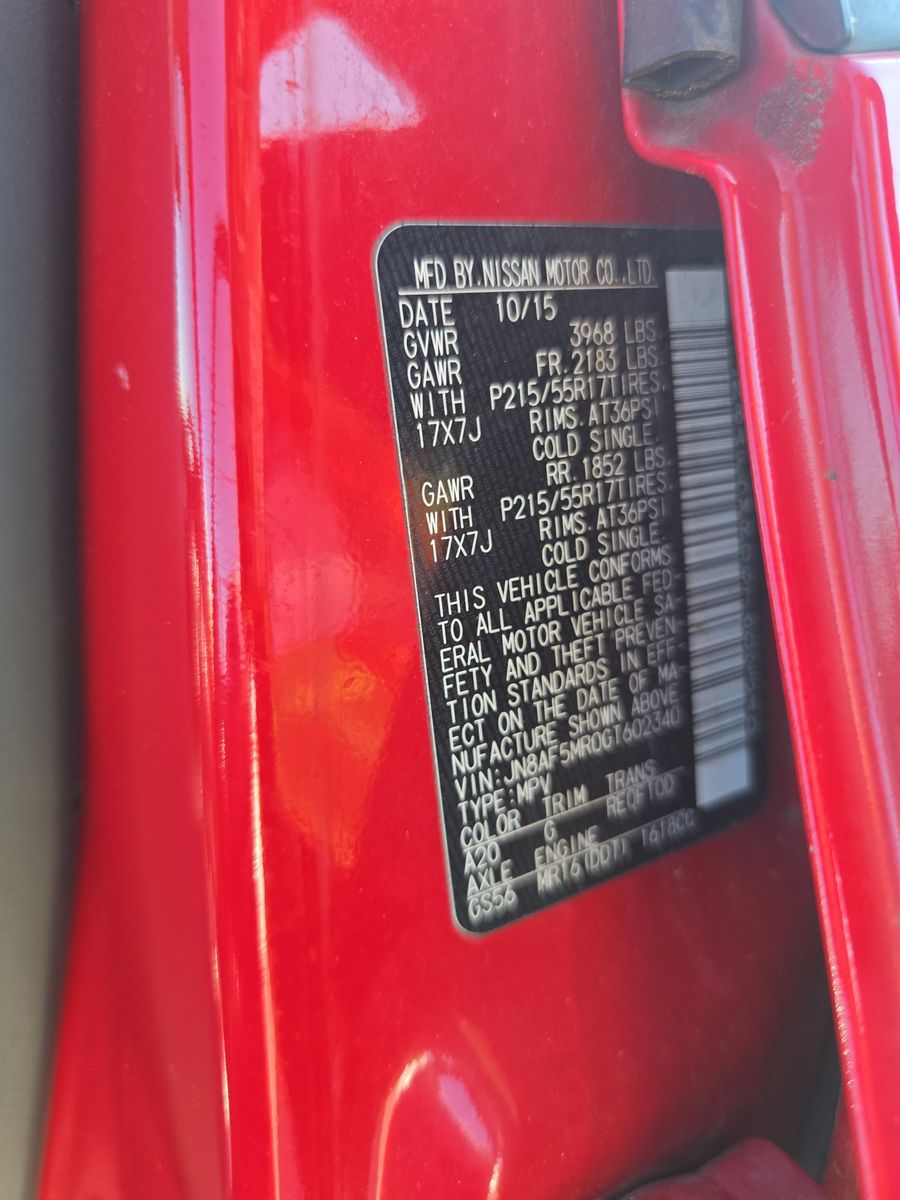 MFD BY.NISSAN MOTOR CO.,LTD.
DATE 10/15
GVWR 3968 LBS.
GAWR FR.2183 LBS.
WITH P215/55R17TIRES.
17X7J RIMS.AT36PSI
COLD SINGLE.
GAWR RR.1852 LBS.
WITH P215/55R17TIRES.
17X7J RIMS.AT36PSI
COLD SINGLE.
THIS VEHICLE CONFORMS
TO ALL APPLICABLE FED-
ERAL MOTOR VEHICLE SA-
FETY AND THEFT PREVEN-
TION STANDARDS IN EFF-
ECT ON THE DATE OF MA-
NUFACTURE SHOWN ABOVE
VIN:JN8AF5MR0GT602340
TYPE:MPV
COLOR TRIM TRANS
A20 G RE0F10D
AXLE ENGINE
GS56 MR16(DDT) 1618CC